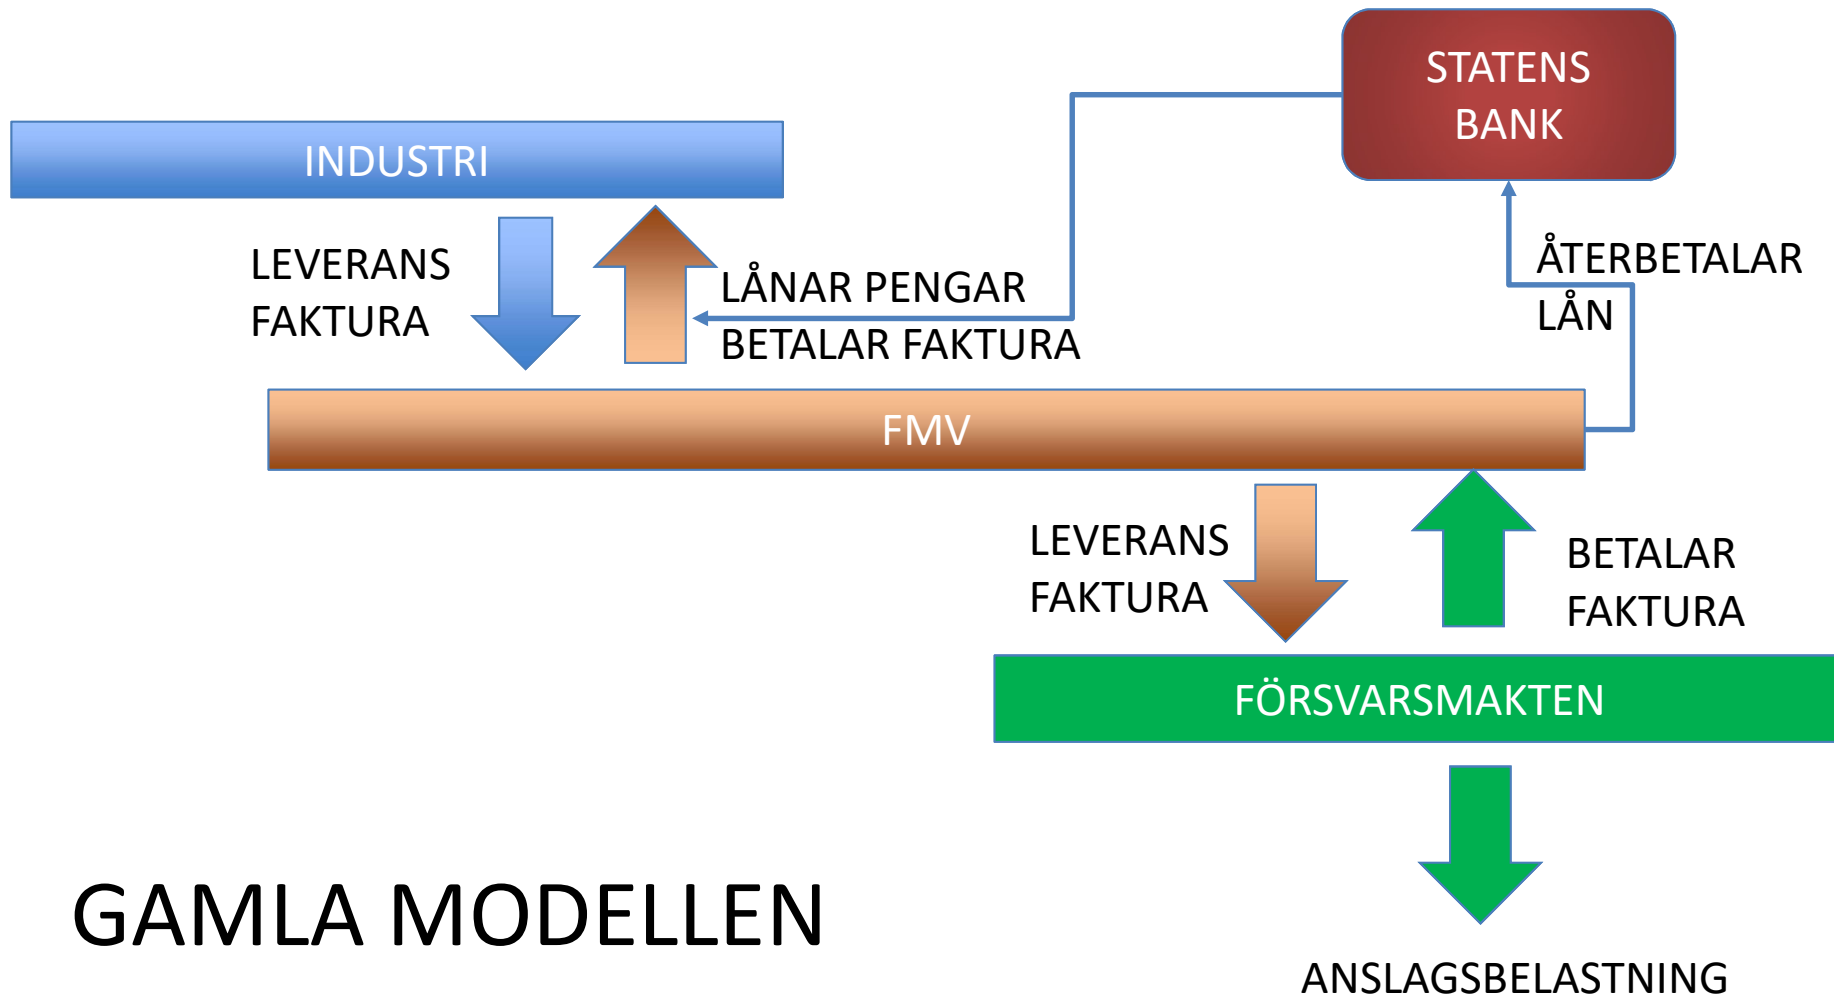 STATENS
BANK
INDUSTRI
LEVERANS
FAKTURA
LÅNAR PENGAR
BETALAR FAKTURA
ÅTERBETALAR
LÅN
FMV
LEVERANS
FAKTURA
BETALAR
FAKTURA
FÖRSVARSMAKTEN
GAMLA MODELLEN
ANSLAGSBELASTNING